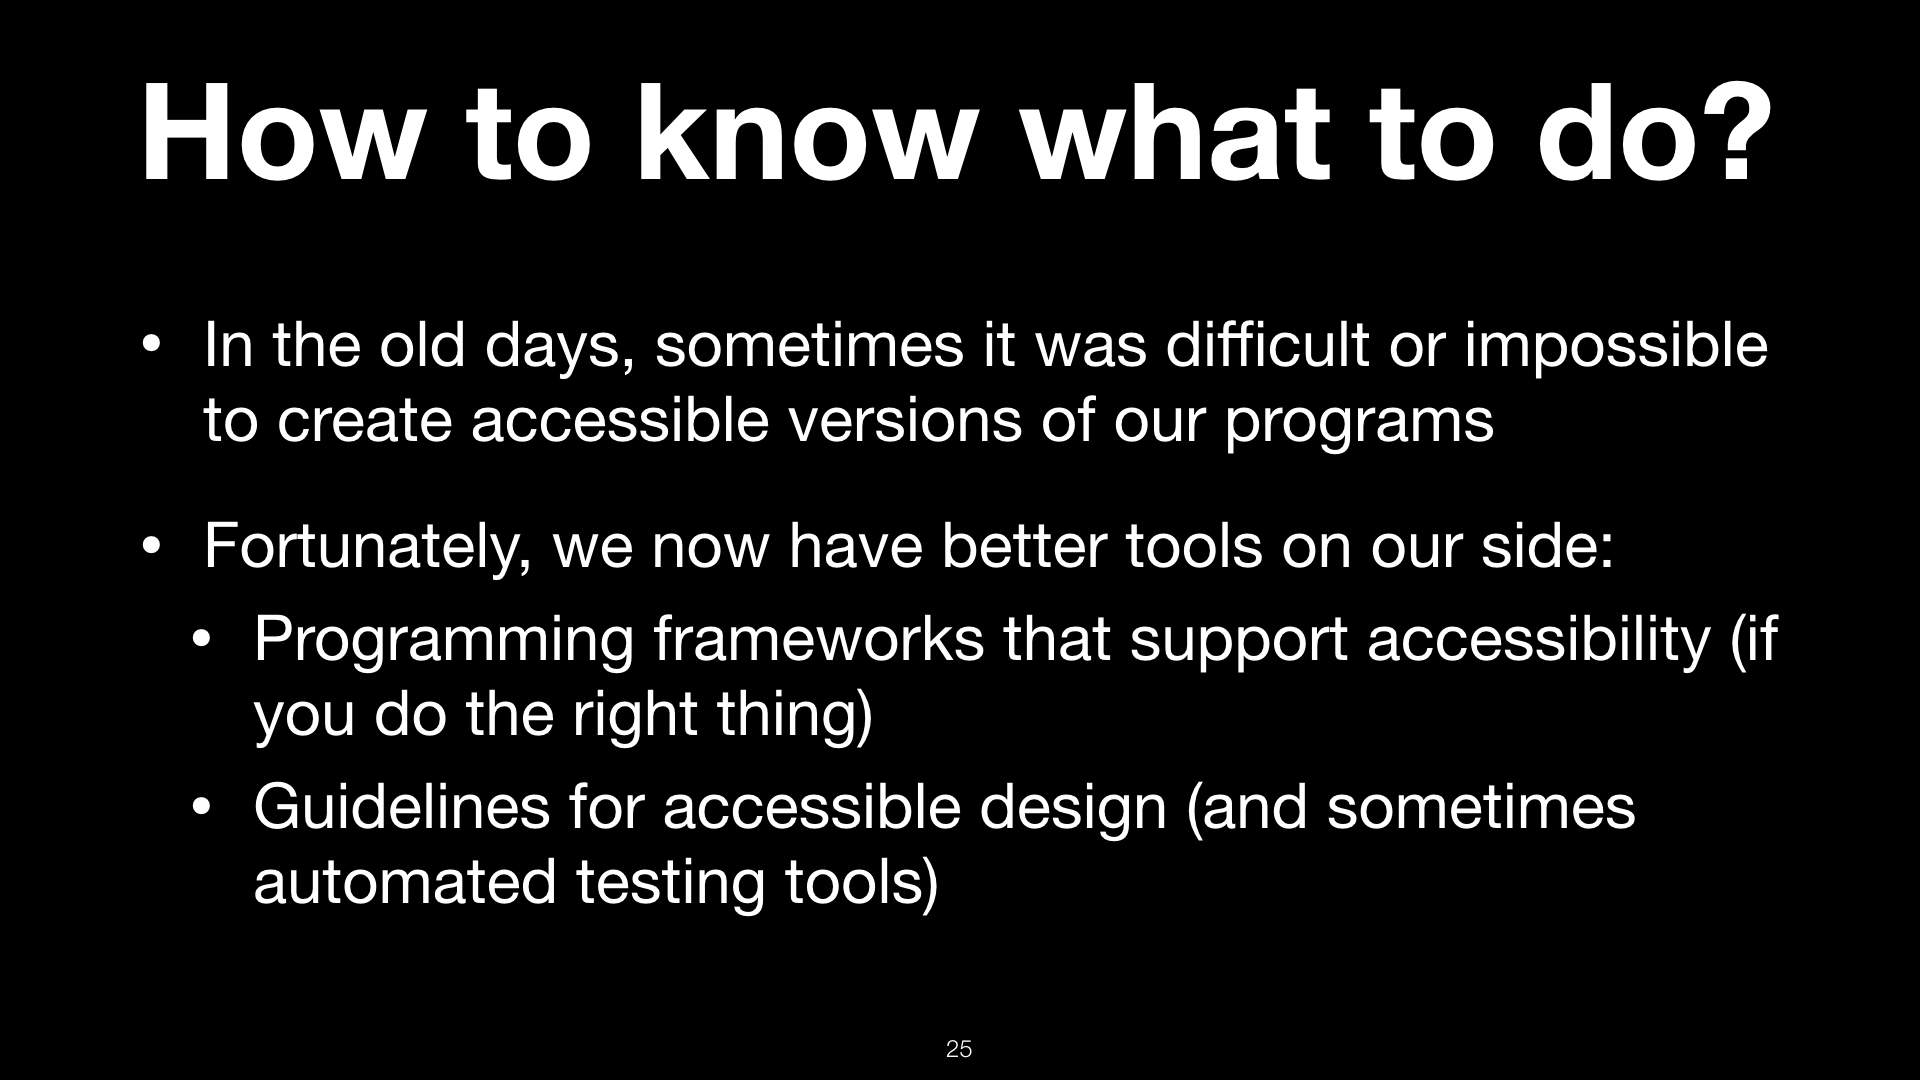 How to know what to do?
• In the old days, sometimes it was difficult or impossible
to create accessible versions of our programs
• Fortunately, we now have better tools on our side:
• Programming frameworks that support accessibility (if
you do the right thing)
• Guidelines for accessible design (and sometimes
automated testing tools)
25